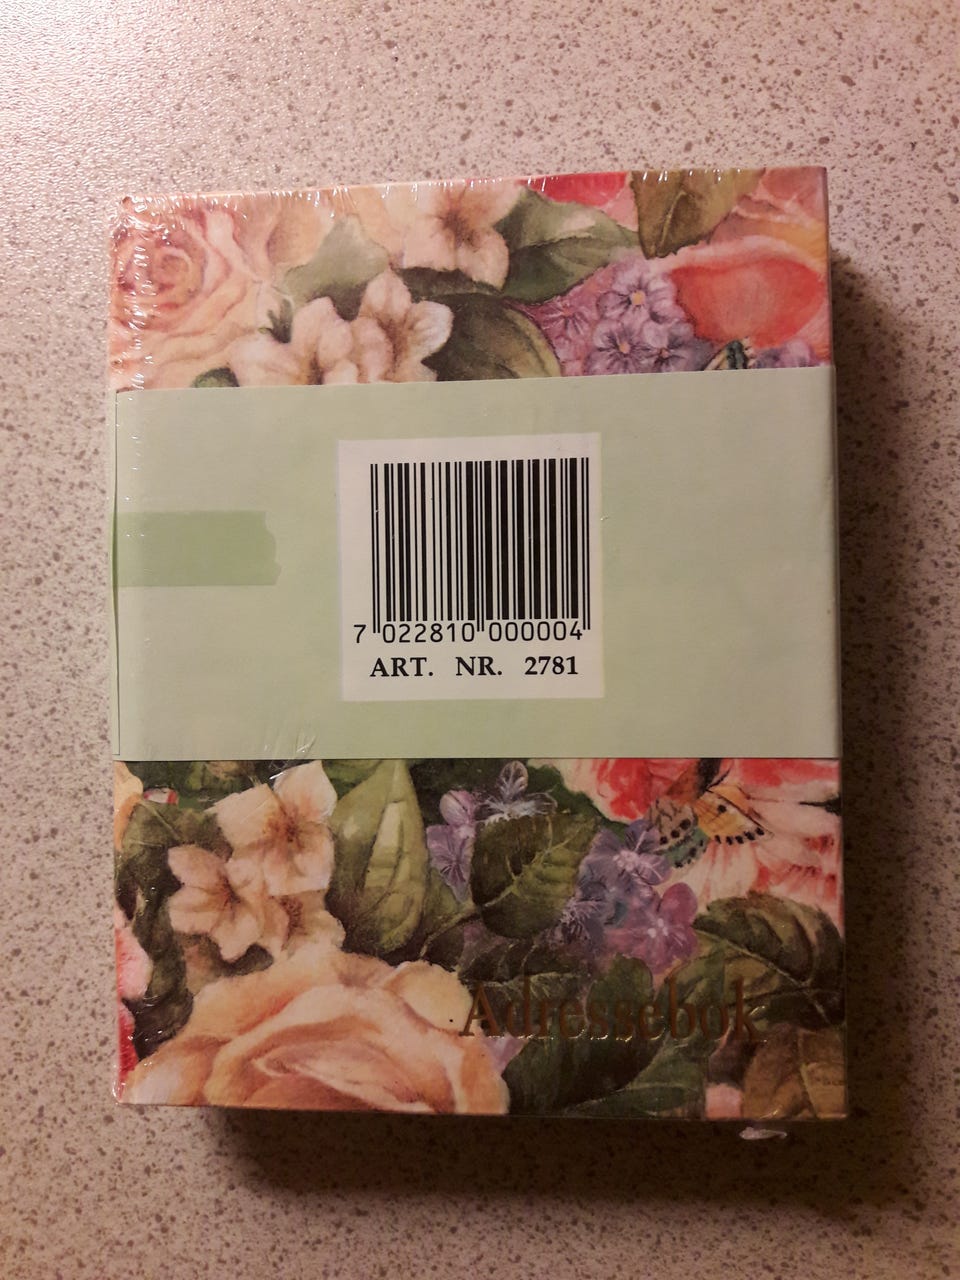 7 022810 000004
ART. NR. 2781
Adressebok